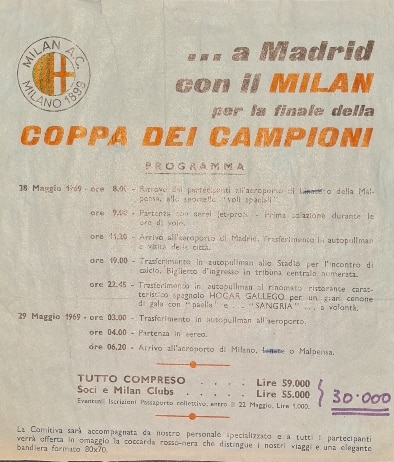 MILAN A.C.
MILANO 1899
... a Madrid
con il MILAN
per la finale della
COPPA DEI CAMPIONI
PROGRAMMA
28 Maggio 1969 - ore 8.00 - Ritrovo dei partecipanti all'aeroporto di Linate o della Mal-
pensa, allo sportello "voli speciali".
ore 9.00 - Partenza con aerei jet-prop. - prima colazione durante le
ore di volo.
ore 11.20 - Arrivo all'aeroporto di Madrid. Trasferimento in autopullman
e visita della città.
ore 19.00 - Trasferimento in autopullman allo Stadio per l'incontro di
calcio. Biglietto d'ingresso in tribuna centrale numerata.
ore 22.45 - Trasferimento in autopullman al rinomato ristorante carat-
teristico spagnolo HOGAR GALLEGO per un gran cenone
di gala con "paella" e ... "SANGRIA" ... a volontà.
29 Maggio 1969 - ore 03.00 - Trasferimento in autopullman all'aeroporto.
ore 04.00 - Partenza in aereo.
ore 06.20 - Arrivo all'aeroporto di Milano, Linate o Malpensa.
TUTTO COMPRESO . . . . . Lire 59.000
Soci e Milan Clubs . . . . . Lire 55.000
30.000
Eventuali Iscrizioni Passaporto collettivo, entro il 22 Maggio, Lire 1.000.
La Comitiva sarà accompagnata da nostro personale specializzato e a tutti i partecipanti
verrà offerta in omaggio la coccarda rosso-nera che distingue i nostri viaggi e una elegante
bandiera formato 80x70.